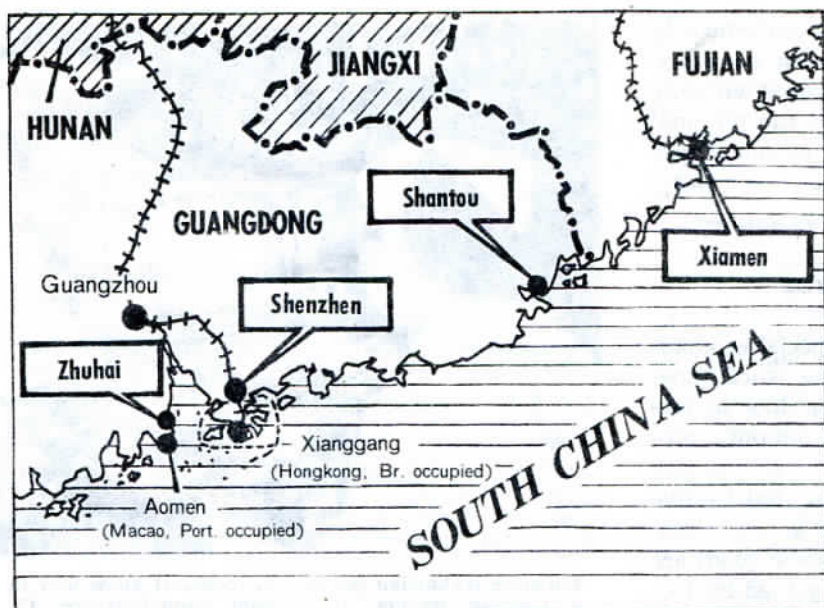 JIANGXI
FUJIAN
HUNAN
Shantou
GUANGDONG
Xiamen
Guangzhou
Shenzhen
Zhuhai
Xianggang
(Hongkong, Br. occupied)
SOUTH CHINA SEA
Aomen
(Macao, Port. occupied)